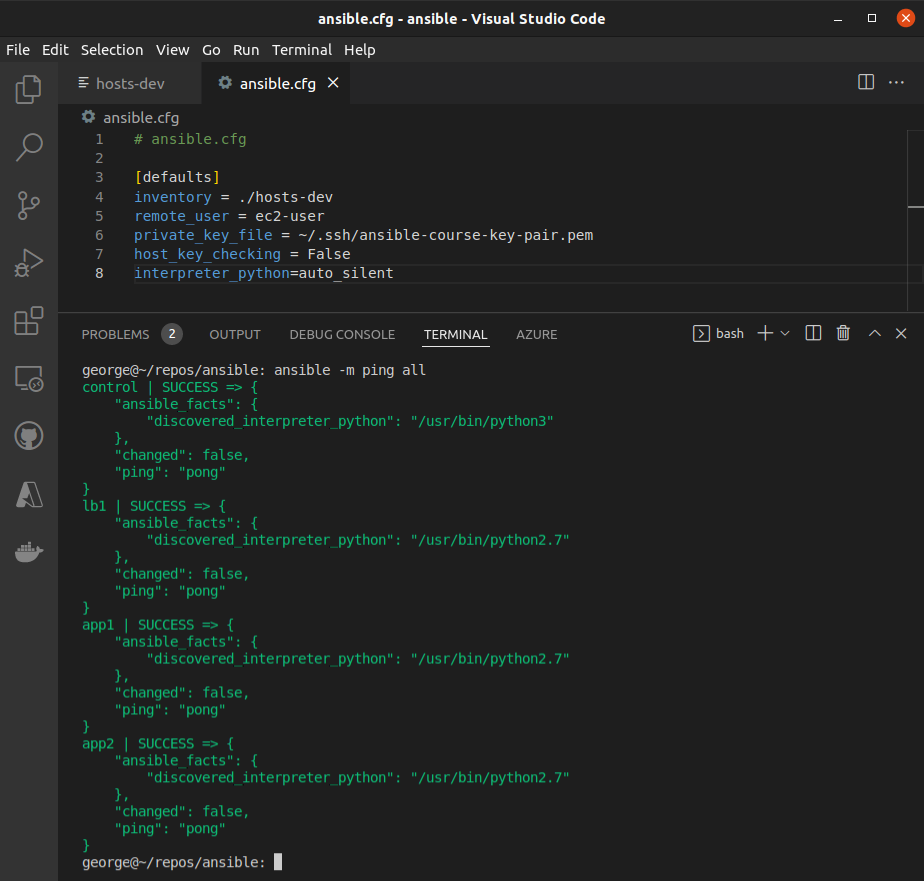 ansible.cfg - ansible - Visual Studio Code
File Edit Selection View Go Run Terminal Help
hosts-dev ansible.cfg
ansible.cfg
1 # ansible.cfg
2
3 [defaults]
4 inventory = ./hosts-dev
5 remote_user = ec2-user
6 private_key_file = ~/.ssh/ansible-course-key-pair.pem
7 host_key_checking = False
8 interpreter_python=auto_silent
PROBLEMS 2 OUTPUT DEBUG CONSOLE TERMINAL AZURE bash
george@~/repos/ansible: ansible -m ping all
control | SUCCESS => {
    "ansible_facts": {
        "discovered_interpreter_python": "/usr/bin/python3"
    },
    "changed": false,
    "ping": "pong"
}
lb1 | SUCCESS => {
    "ansible_facts": {
        "discovered_interpreter_python": "/usr/bin/python2.7"
    },
    "changed": false,
    "ping": "pong"
}
app1 | SUCCESS => {
    "ansible_facts": {
        "discovered_interpreter_python": "/usr/bin/python2.7"
    },
    "changed": false,
    "ping": "pong"
}
app2 | SUCCESS => {
    "ansible_facts": {
        "discovered_interpreter_python": "/usr/bin/python2.7"
    },
    "changed": false,
    "ping": "pong"
}
george@~/repos/ansible: